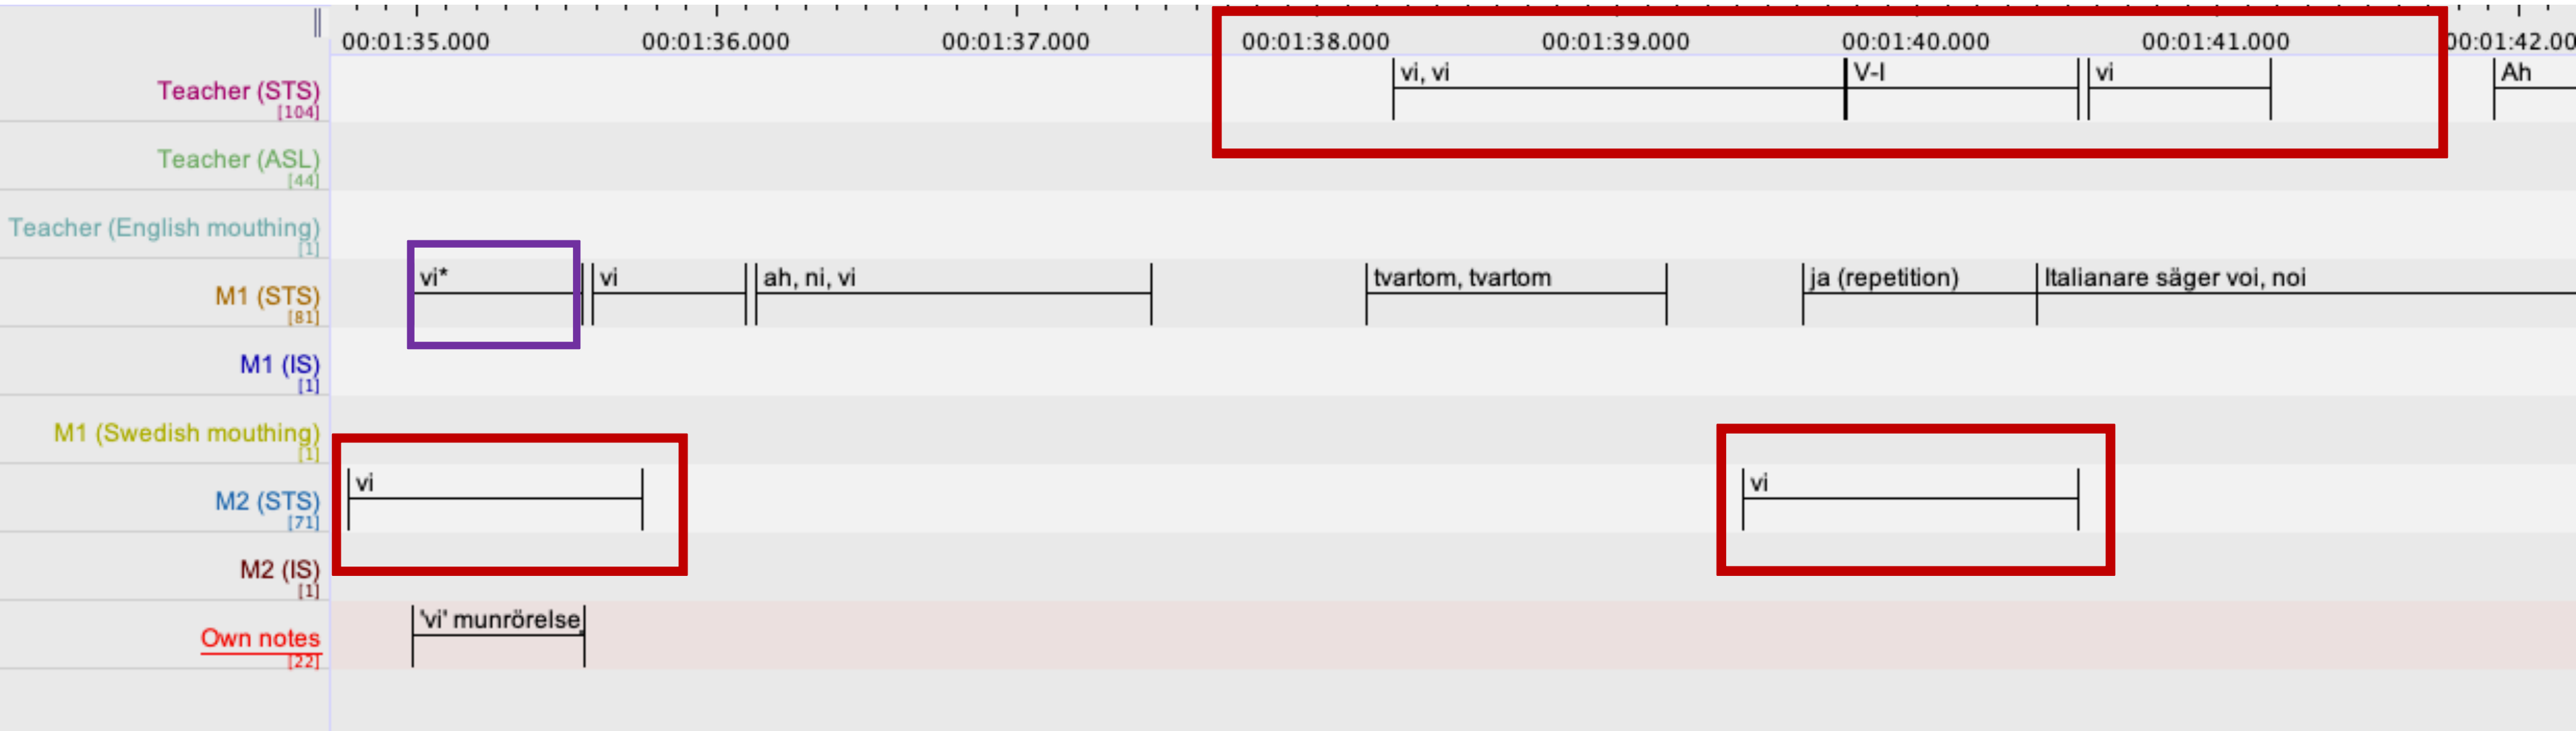 00:01:35.000 00:01:36.000 00:01:37.000 00:01:38.000 00:01:39.000 00:01:40.000 00:01:41.000 00:01:42.00
Teacher (STS) vi, vi V-I vi Ah
[104]
Teacher (ASL)
[44]
Teacher (English mouthing)
[1]
M1 (STS) vi* vi ah, ni, vi tvartom, tvartom ja (repetition) Italianare säger voi, noi
[81]
M1 (IS)
[1]
M1 (Swedish mouthing)
[1]
M2 (STS) vi vi
[71]
M2 (IS)
[1]
Own notes 'vi' munrörelse
[22]